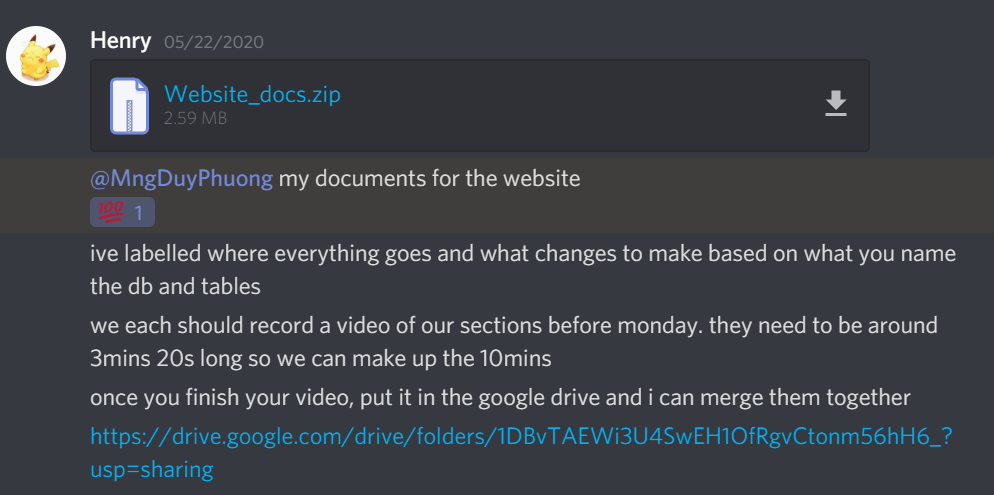 Henry 05/22/2020
Website_docs.zip
2.59 MB
@MngDuyPhuong my documents for the website
💯 1
ive labelled where everything goes and what changes to make based on what you name
the db and tables
we each should record a video of our sections before monday. they need to be around
3mins 20s long so we can make up the 10mins
once you finish your video, put it in the google drive and i can merge them together
https://drive.google.com/drive/folders/1DBvTAEWi3U4SwEH1OfRgvCtonm56hH6_?
usp=sharing